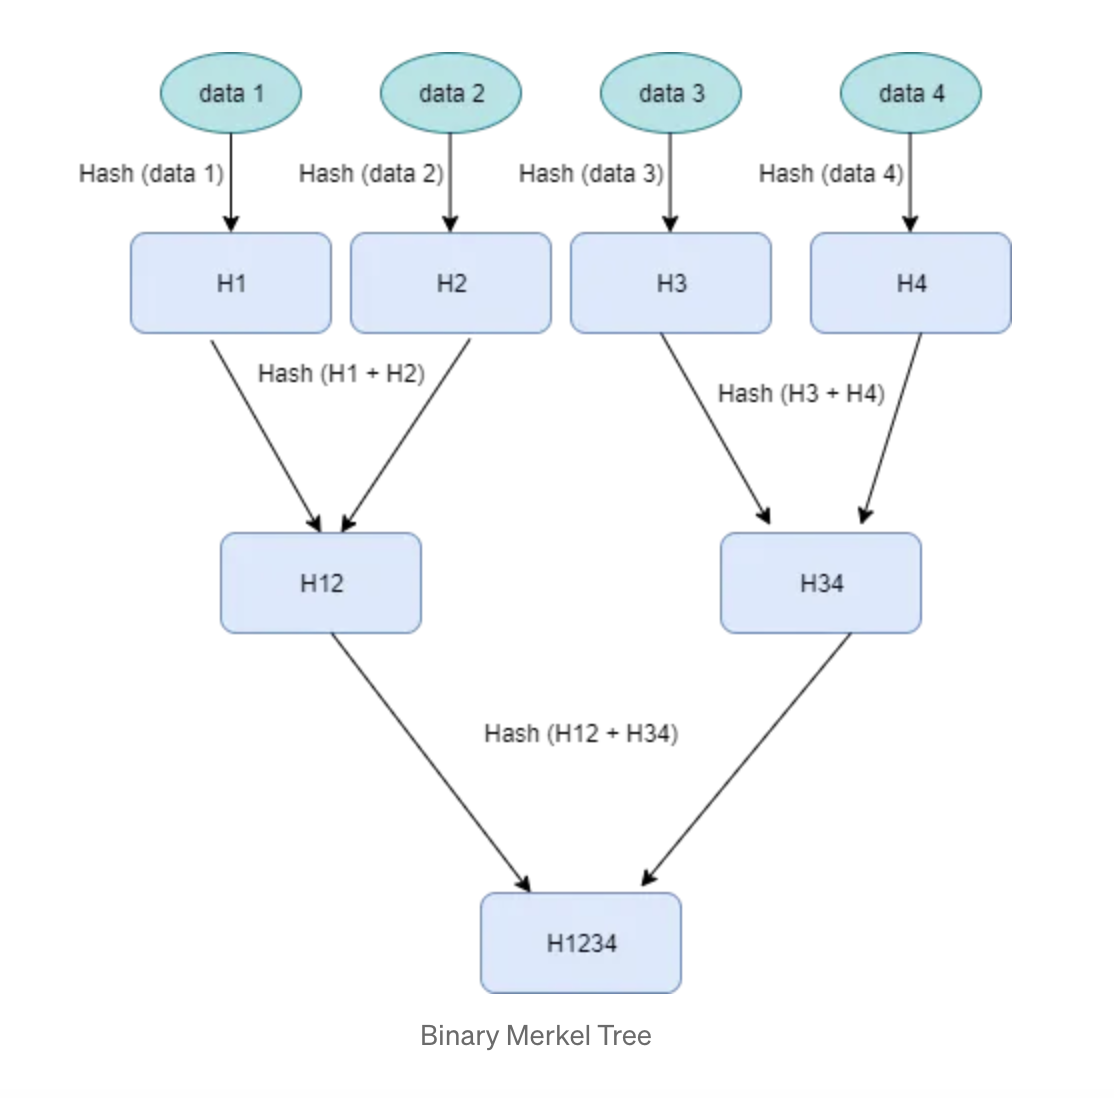 data 1
data 2
data 3
data 4
Hash (data 1)
Hash (data 2)
Hash (data 3)
Hash (data 4)
H1
H2
H3
H4
Hash (H1 + H2)
Hash (H3 + H4)
H12
H34
Hash (H12 + H34)
H1234
Binary Merkel Tree